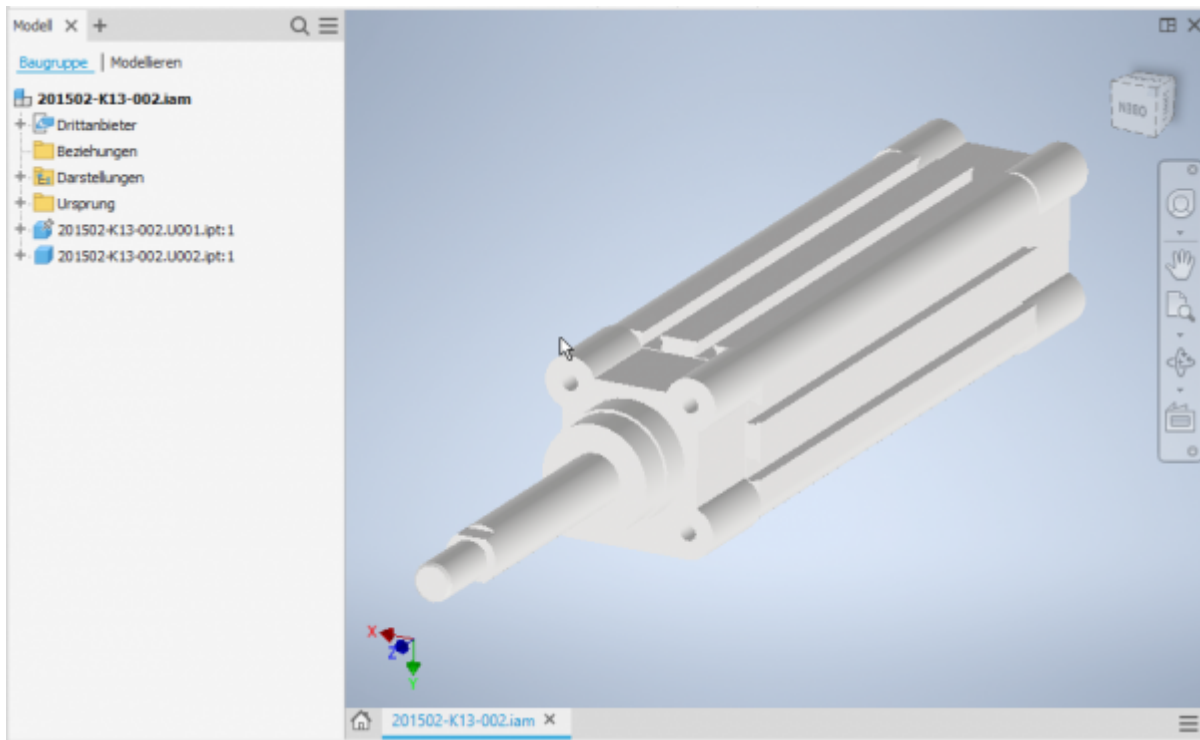 Modell
Baugruppe | Modellieren
201502-K13-002.iam
Drittanbieter
Beziehungen
Darstellungen
Ursprung
201502-K13-002.U001.ipt:1
201502-K13-002.U002.ipt:1
OBEN
X
Z
Y
201502-K13-002.iam